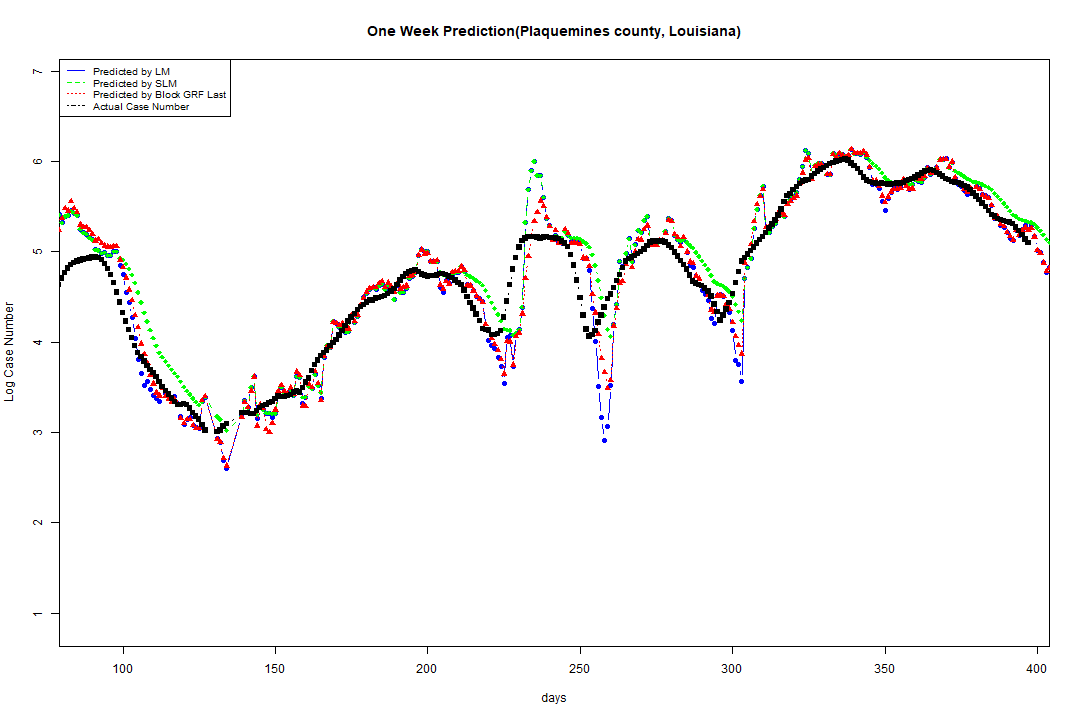 One Week Prediction(Plaquemines county, Louisiana)
Predicted by LM
Predicted by SLM
Predicted by Block GRF Last
Actual Case Number
7
6
5
4
3
2
1
Log Case Number
100 150 200 250 300 350 400
days